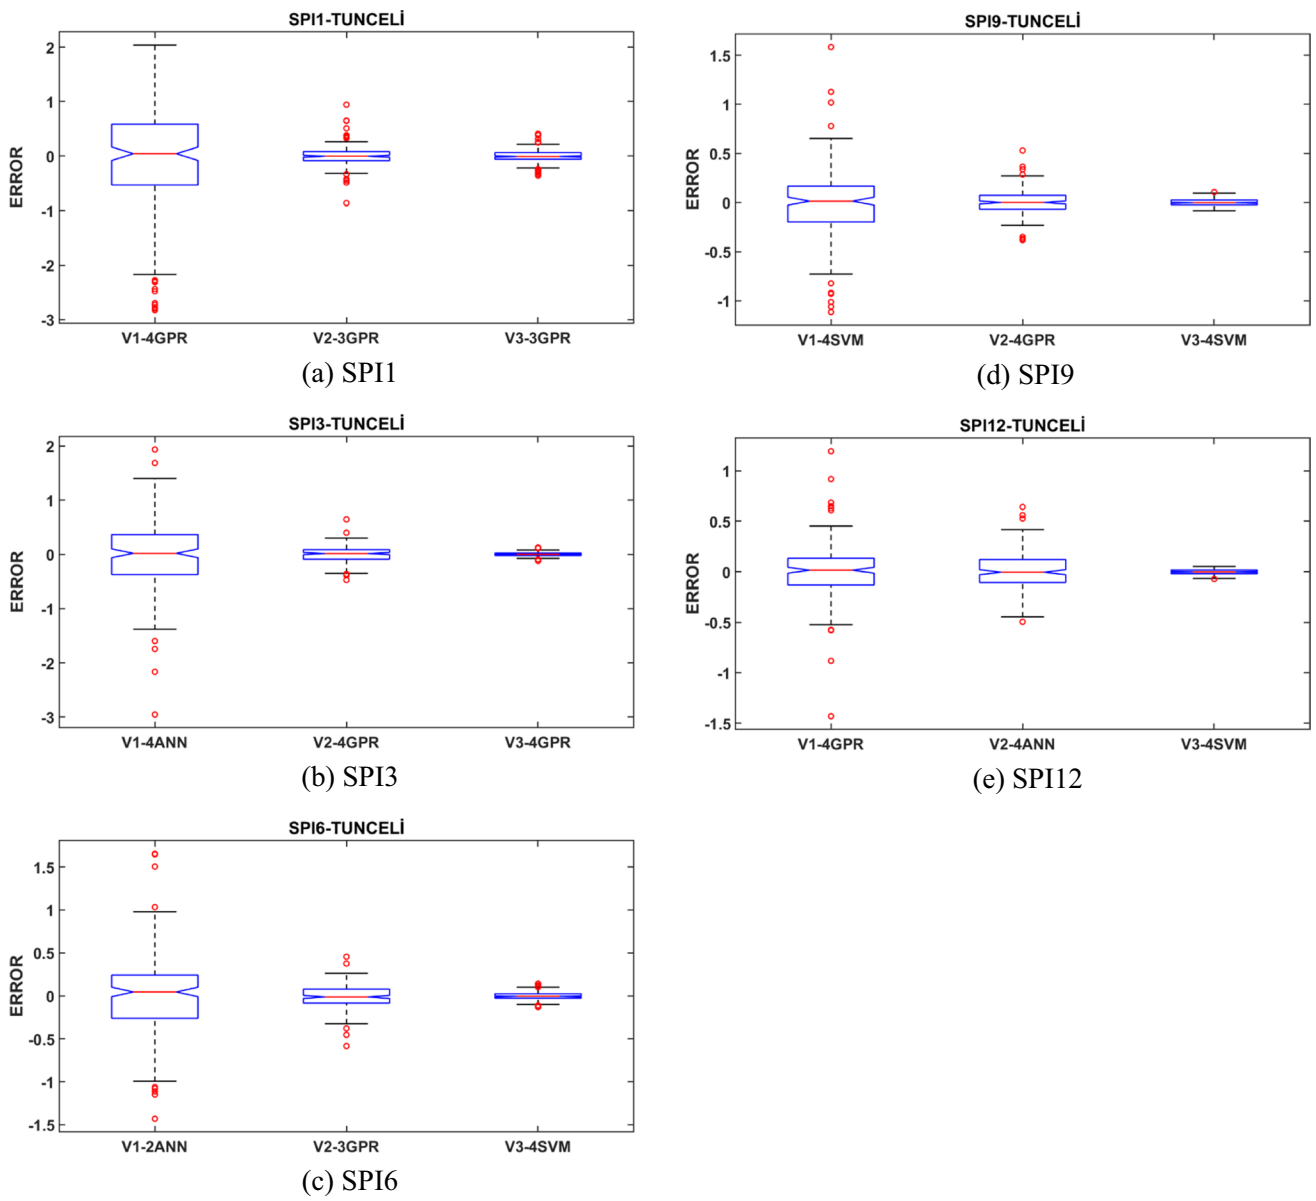 SPI1-TUNCELİ
2
1
0
-1
-2
-3
ERROR
V1-4GPR V2-3GPR V3-3GPR
(a) SPI1
SPI3-TUNCELİ
2
1
0
-1
-2
-3
ERROR
V1-4ANN V2-4GPR V3-4GPR
(b) SPI3
SPI6-TUNCELİ
1.5
1
0.5
0
-0.5
-1
-1.5
ERROR
V1-2ANN V2-3GPR V3-4SVM
(c) SPI6
SPI9-TUNCELİ
1.5
1
0.5
0
-0.5
-1
ERROR
V1-4SVM V2-4GPR V3-4SVM
(d) SPI9
SPI12-TUNCELİ
1
0.5
0
-0.5
-1
-1.5
ERROR
V1-4GPR V2-4ANN V3-4SVM
(e) SPI12